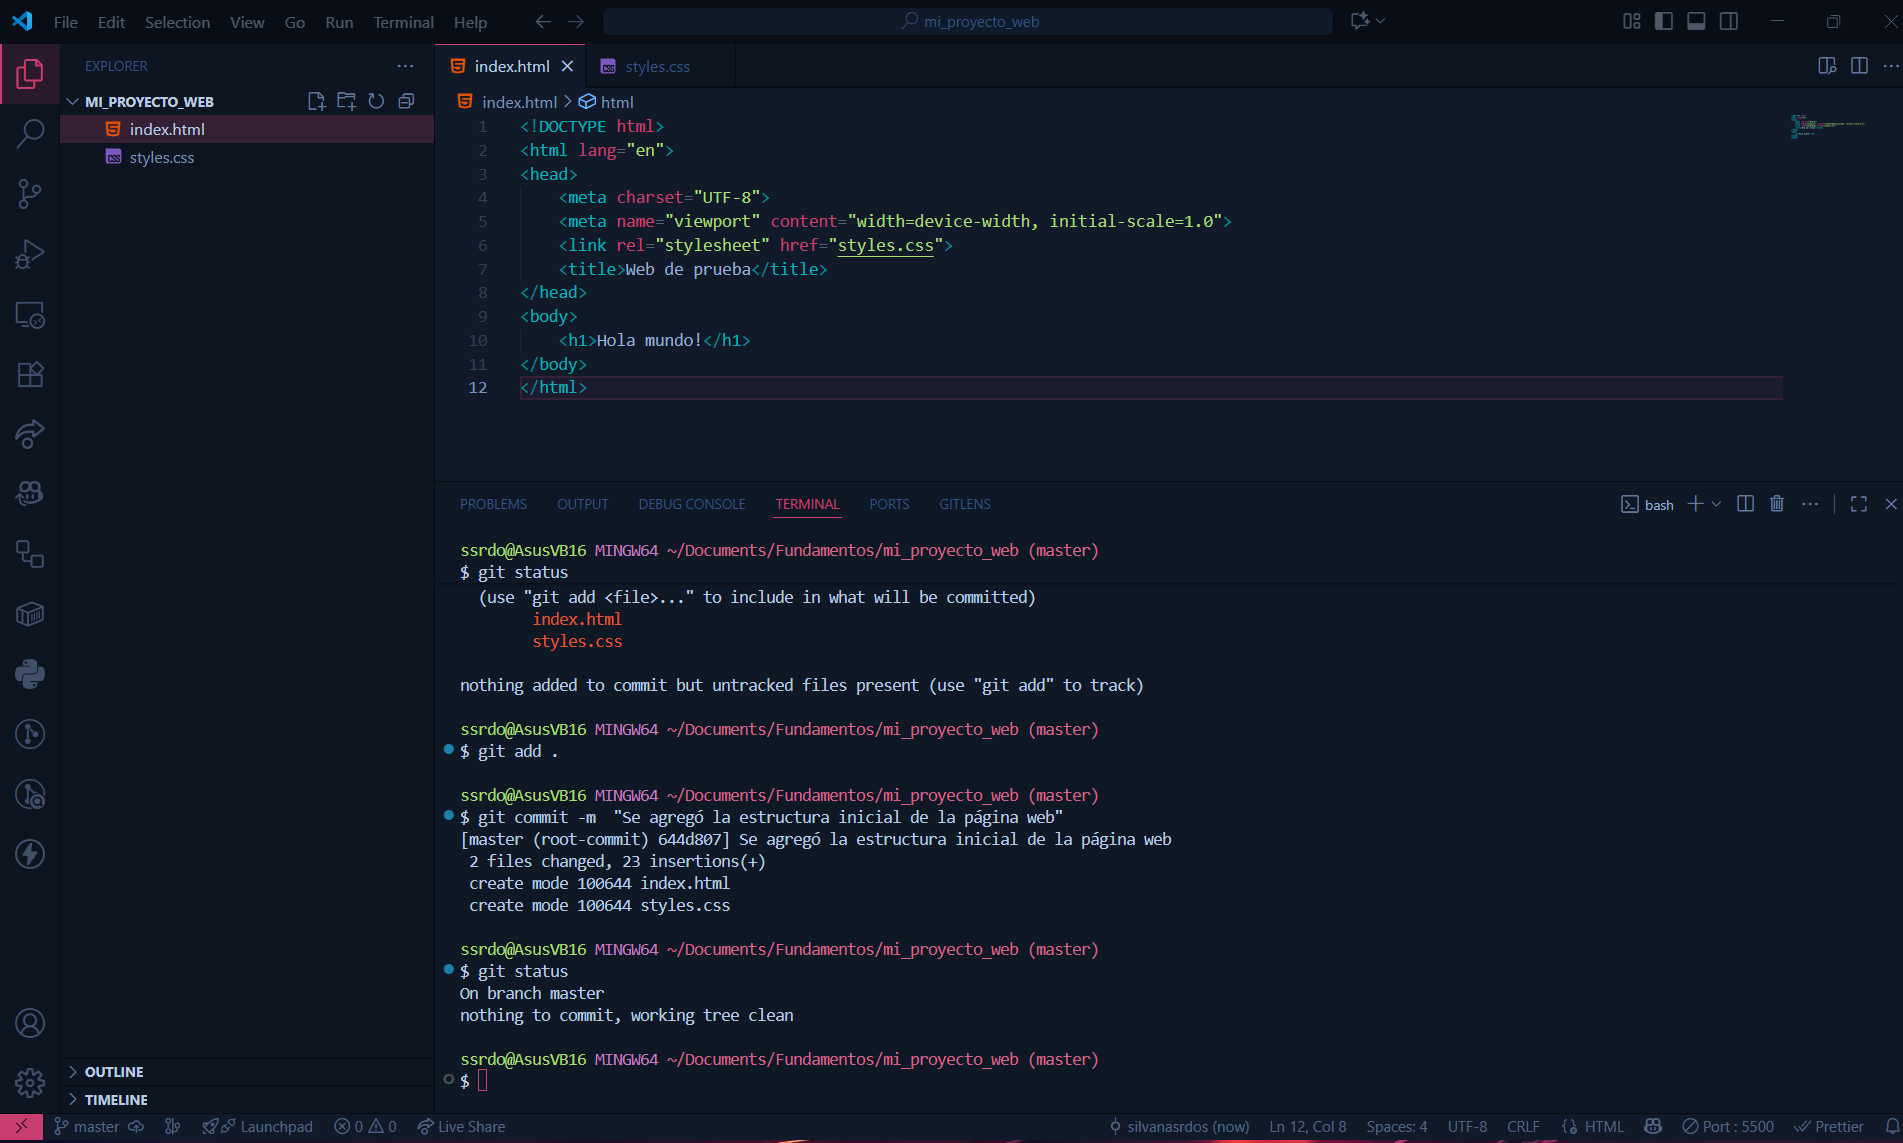 File Edit Selection View Go Run Terminal Help
mi_proyecto_web
EXPLORER
MI_PROYECTO_WEB
index.html
styles.css
OUTLINE
TIMELINE
index.html styles.css
index.html > html
1 <!DOCTYPE html>
2 <html lang="en">
3 <head>
4     <meta charset="UTF-8">
5     <meta name="viewport" content="width=device-width, initial-scale=1.0">
6     <link rel="stylesheet" href="styles.css">
7     <title>Web de prueba</title>
8 </head>
9 <body>
10     <h1>Hola mundo!</h1>
11 </body>
12 </html>
PROBLEMS OUTPUT DEBUG CONSOLE TERMINAL PORTS GITLENS
bash
ssrdo@AsusVB16 MINGW64 ~/Documents/Fundamentos/mi_proyecto_web (master)
$ git status
  (use "git add <file>..." to include in what will be committed)
        index.html
        styles.css
nothing added to commit but untracked files present (use "git add" to track)
ssrdo@AsusVB16 MINGW64 ~/Documents/Fundamentos/mi_proyecto_web (master)
$ git add .
ssrdo@AsusVB16 MINGW64 ~/Documents/Fundamentos/mi_proyecto_web (master)
$ git commit -m  "Se agregó la estructura inicial de la página web"
[master (root-commit) 644d807] Se agregó la estructura inicial de la página web
 2 files changed, 23 insertions(+)
 create mode 100644 index.html
 create mode 100644 styles.css
ssrdo@AsusVB16 MINGW64 ~/Documents/Fundamentos/mi_proyecto_web (master)
$ git status
On branch master
nothing to commit, working tree clean
ssrdo@AsusVB16 MINGW64 ~/Documents/Fundamentos/mi_proyecto_web (master)
$
master Launchpad 0 0 Live Share silvanasrdos (now) Ln 12, Col 8 Spaces: 4 UTF-8 CRLF HTML Port : 5500 Prettier